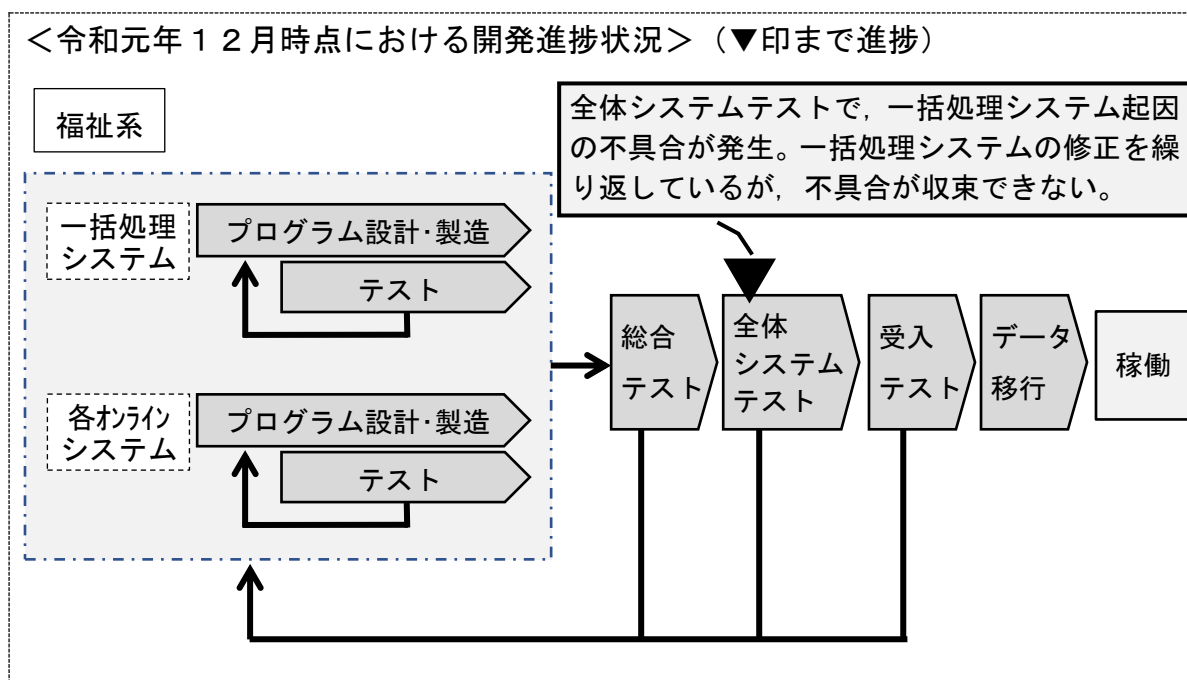 ＜令和元年１２月時点における開発進捗状況＞（▼印まで進捗）
福祉系
全体システムテストで，一括処理システム起因
の不具合が発生。一括処理システムの修正を繰
り返しているが，不具合が収束できない。
一括処理
システム
プログラム設計・製造
テスト
各ｵﾝﾗｲﾝ
システム
プログラム設計・製造
テスト
総合
テスト
全体
システム
テスト
受入
テスト
データ
移行
稼働